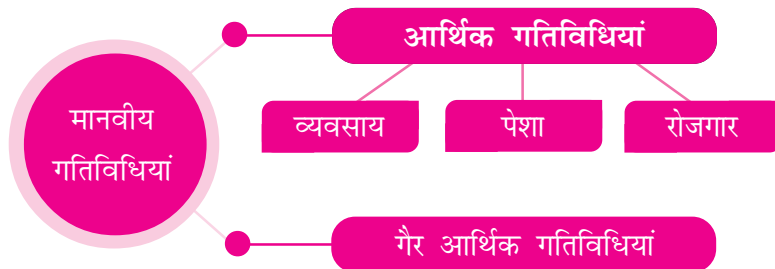 मानवीय
गतिविधियां
आर्थिक गतिविधियां
व्यवसाय
पेशा
रोजगार
गैर आर्थिक गतिविधियां